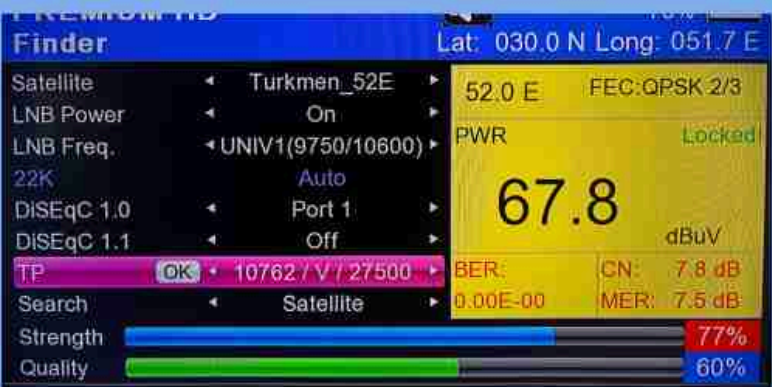 PREMIUM HD
Finder Lat: 030.0 N Long: 051.7 E
Satellite Turkmen_52E
LNB Power On
LNB Freq. UNIV1(9750/10600)
22K Auto
DiSEqC 1.0 Port 1
DiSEqC 1.1 Off
TP OK 10762 / V / 27500
Search Satellite
52.0 E FEC:QPSK 2/3
PWR Locked
67.8
dBuV
BER: CN: 7.8 dB
0.00E-00 MER: 7.5 dB
Strength 77%
Quality 60%